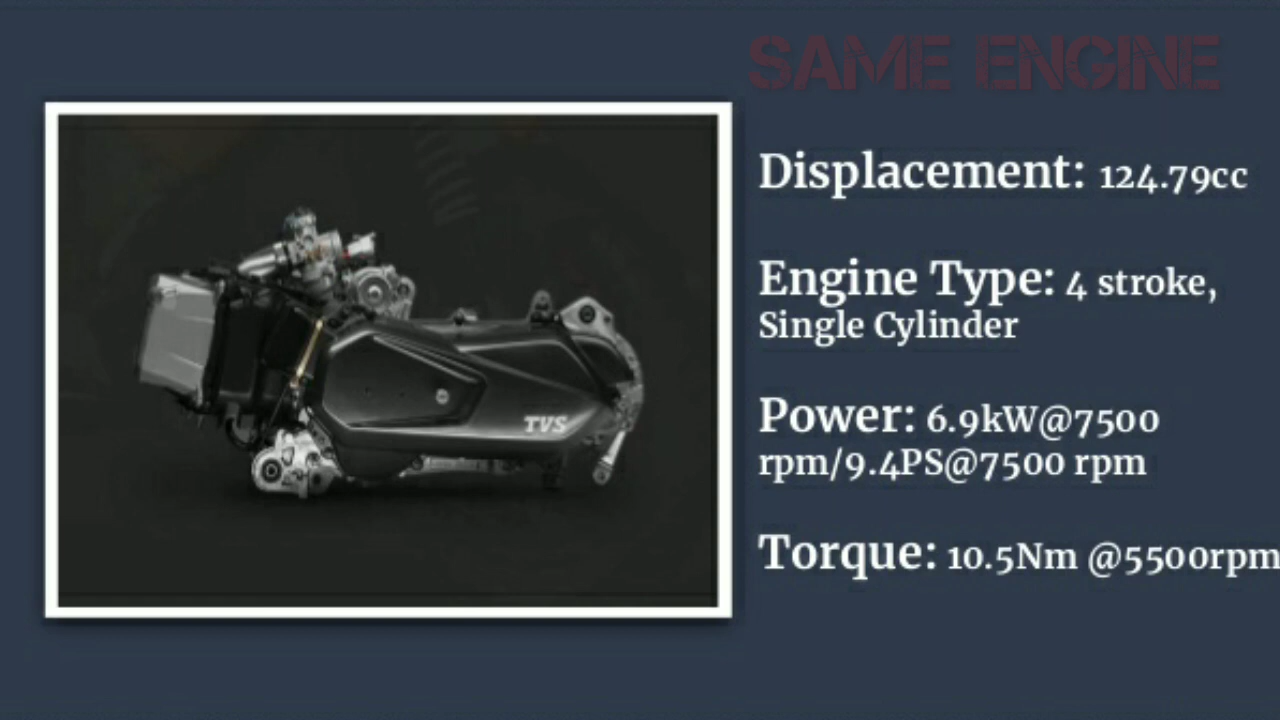 SAME ENGINE
Displacement: 124.79cc
Engine Type: 4 stroke,
Single Cylinder
Power: 6.9kW@7500
rpm/9.4PS@7500 rpm
TVS
Torque: 10.5Nm @5500rpm